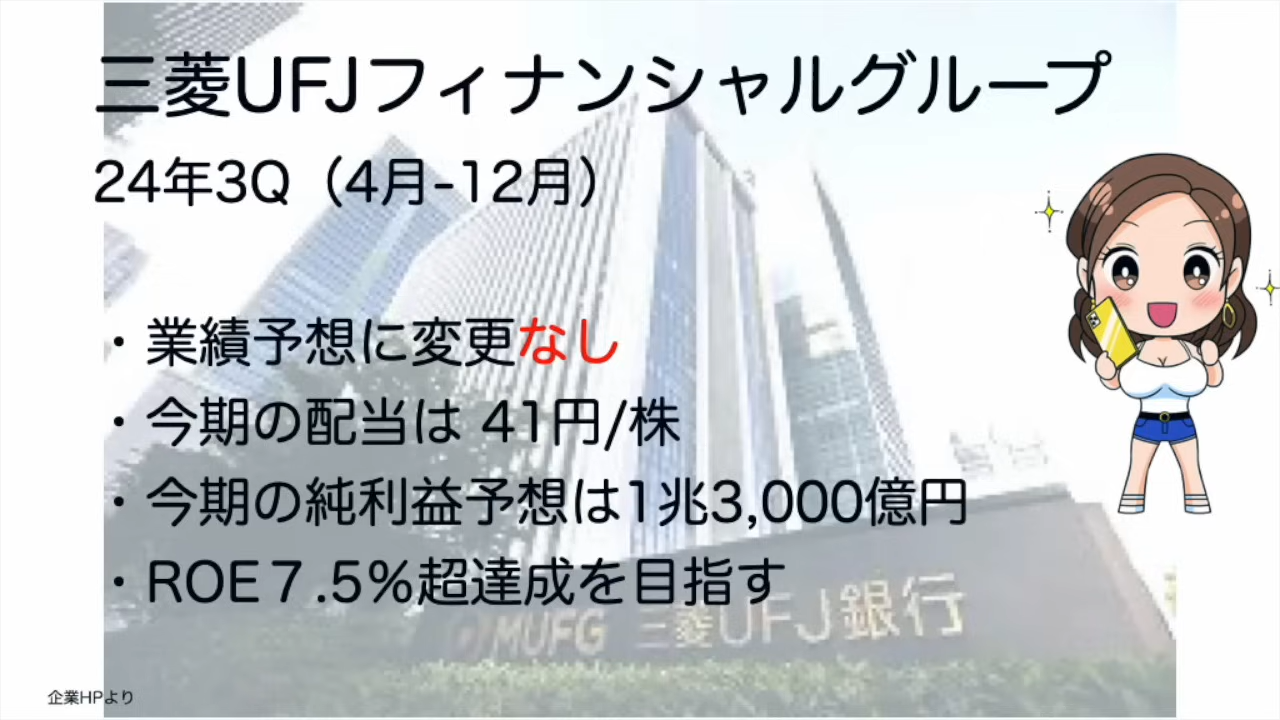 三菱UFJフィナンシャルグループ
24年3Q（4月-12月）
・業績予想に変更なし
・今期の配当は 41円/株
・今期の純利益予想は1兆3,000億円
・ROE７.5%超達成を目指す
MUFG 三菱UFJ銀行
企業HPより